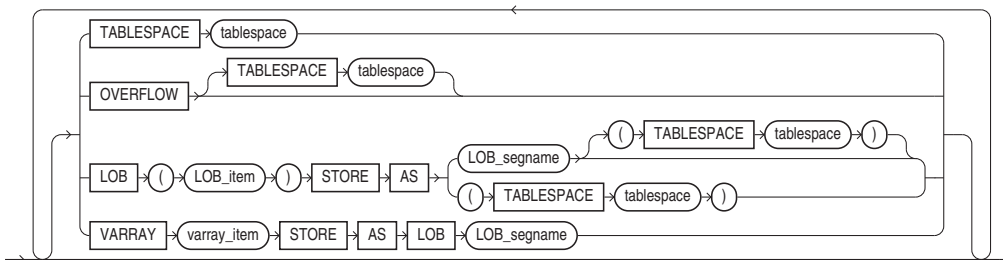 TABLESPACE tablespace
TABLESPACE tablespace
OVERFLOW
( TABLESPACE tablespace )
LOB_segname
LOB ( LOB_item ) STORE AS
( TABLESPACE tablespace )
VARRAY varray_item STORE AS LOB LOB_segname